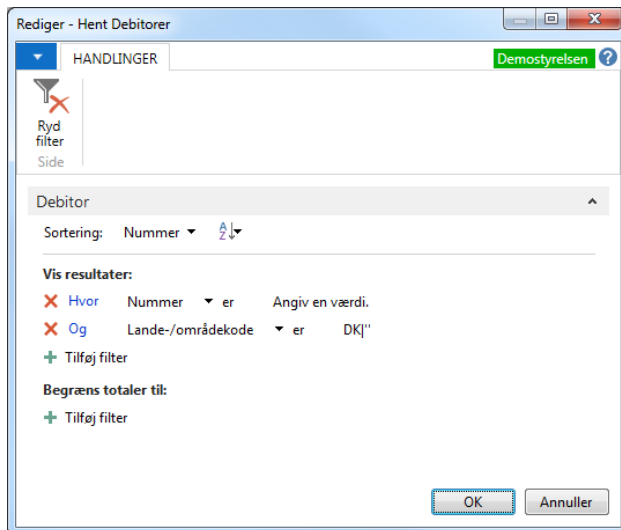 Rediger - Hent Debitorer
HANDLINGER
Demostyrelsen ?
Ryd
filter
Side
Debitor
Sortering: Nummer A Z
Vis resultater:
Hvor Nummer er Angiv en værdi.
Og Lande-/områdekode er DK|''
Tilføj filter
Begræns totaler til:
Tilføj filter
OK Annuller